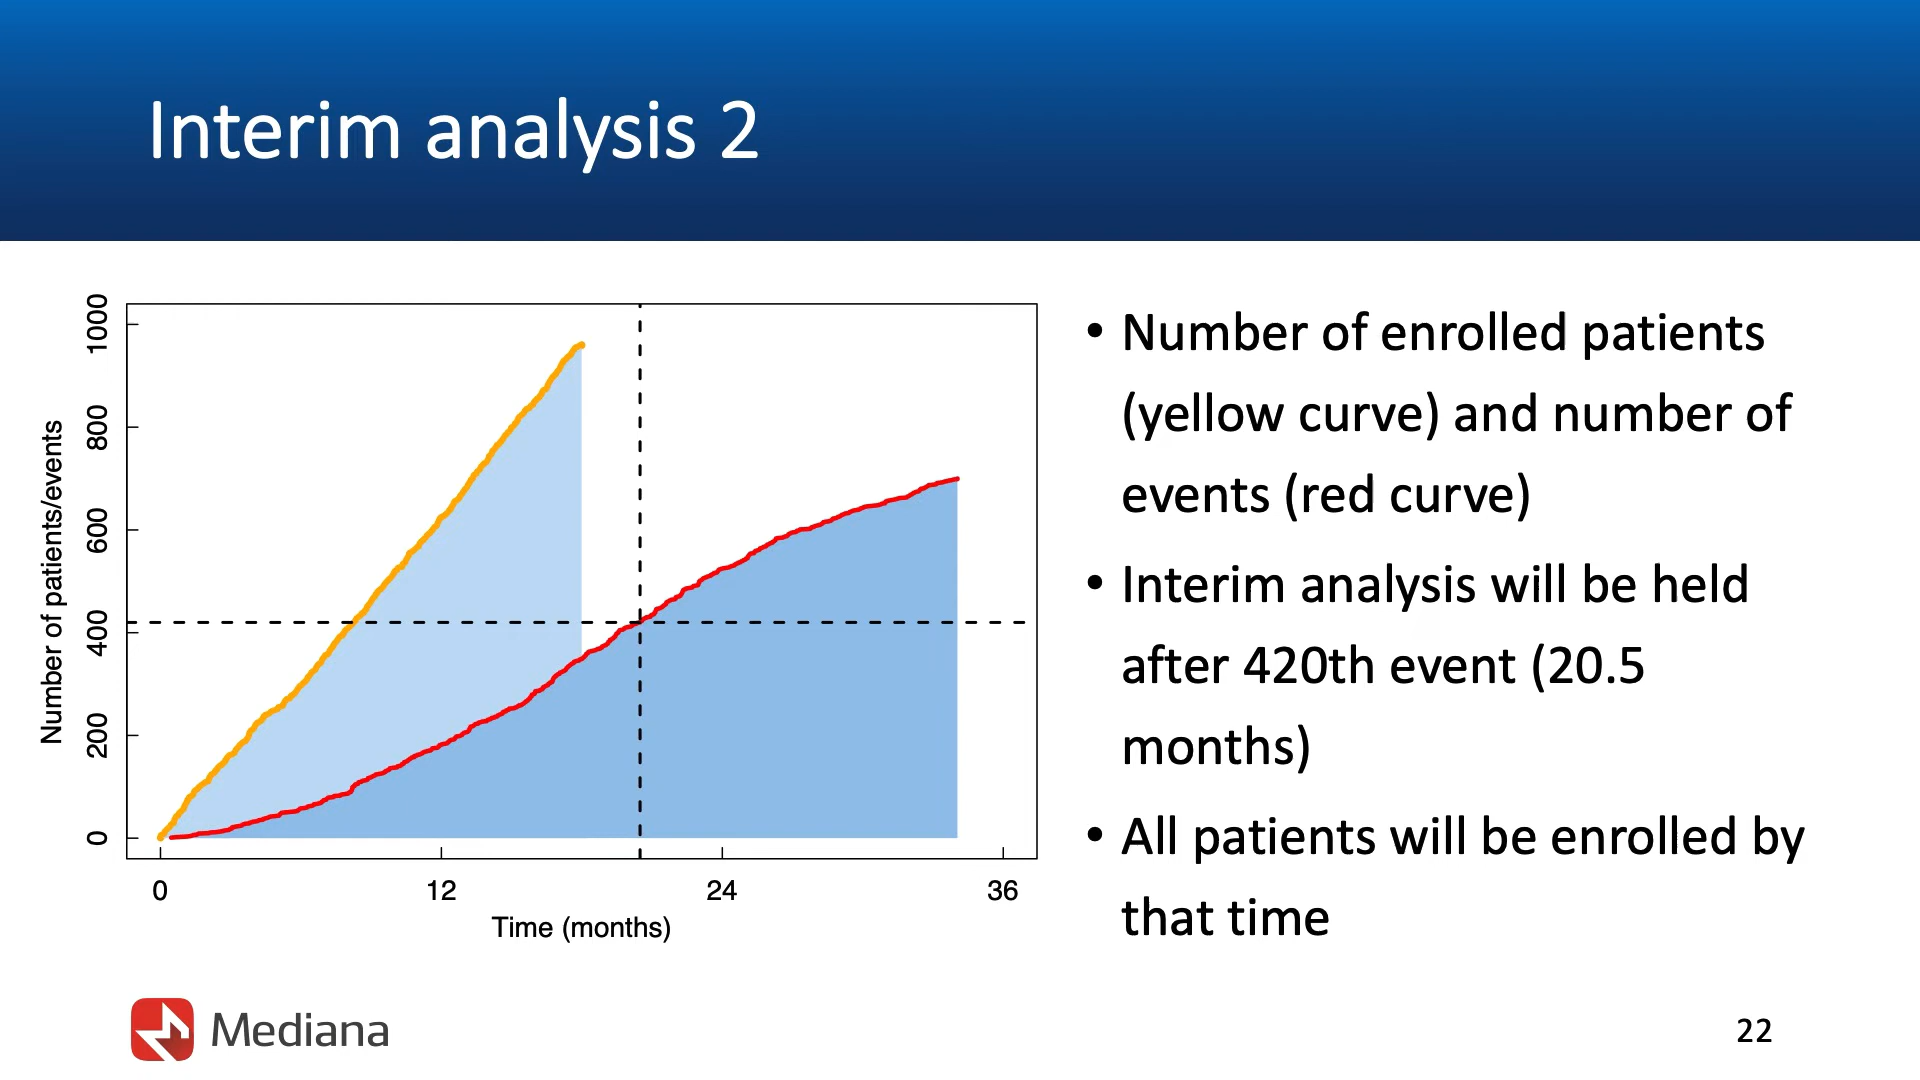 Interim analysis 2
1000
800
600
400
200
0
Number of patients/events
0 12 24 36
Time (months)
• Number of enrolled patients
(yellow curve) and number of
events (red curve)
• Interim analysis will be held
after 420th event (20.5
months)
• All patients will be enrolled by
that time
Mediana
22